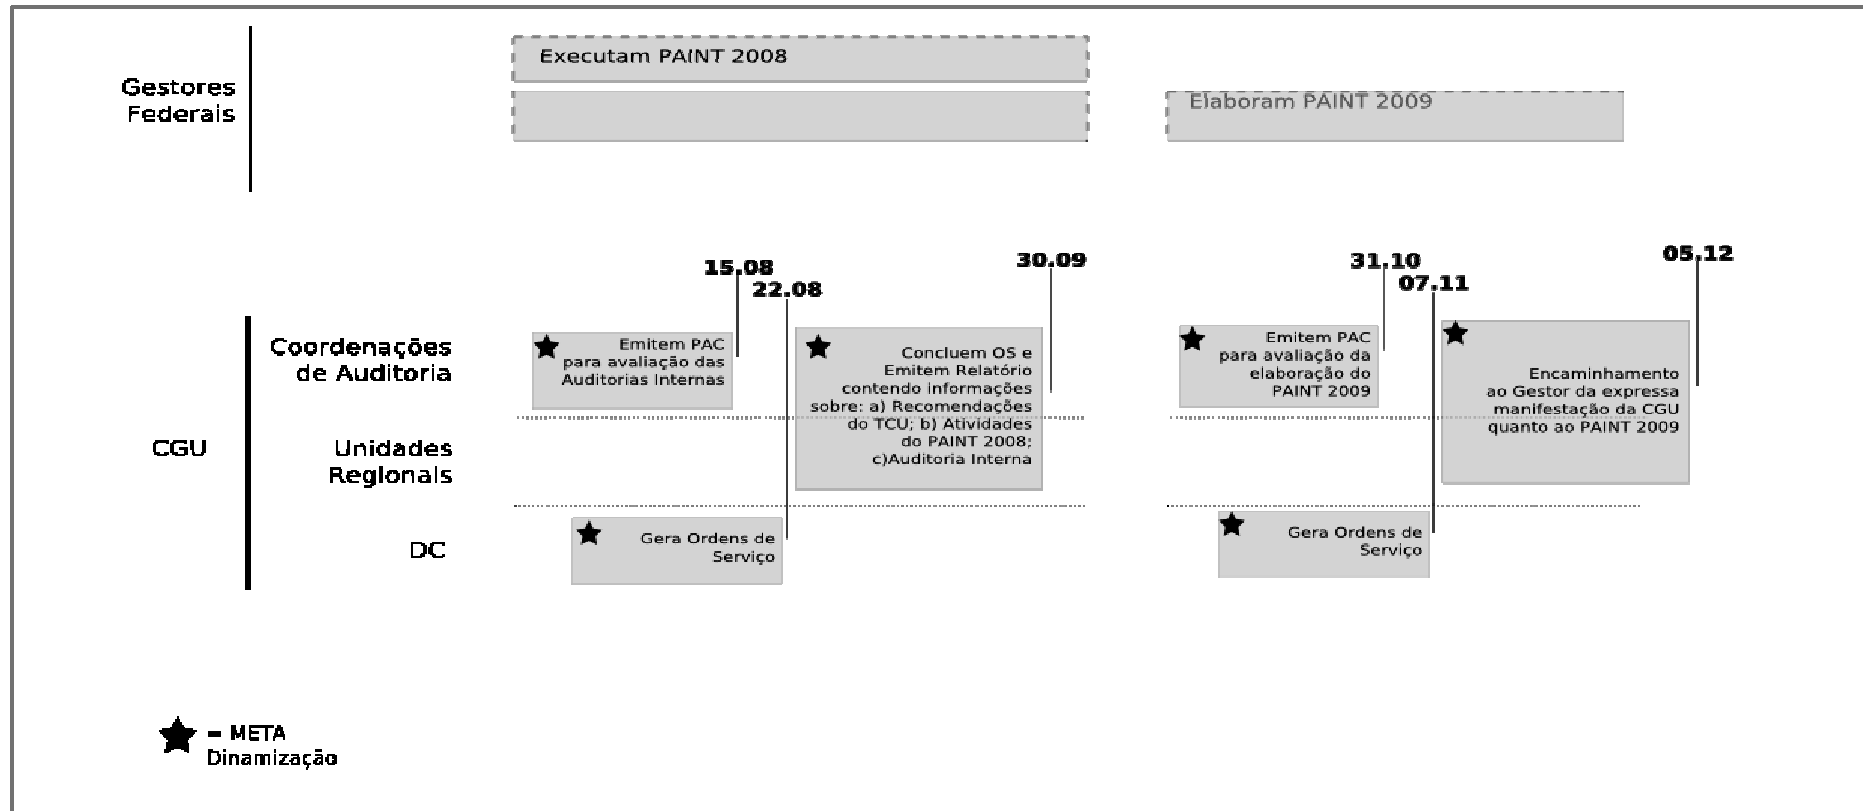 Executam PAINT 2008
Gestores
Federais
Elaboram PAINT 2009
15.08
22.08
30.09
31.10
07.11
05.12
Coordenações
de Auditoria
Emitem PAC
para avaliação das
Auditorias Internas
Concluem OS e
Emitem Relatório
contendo informações
sobre: a) Recomendações
do TCU; b) Atividades
do PAINT 2008;
c)Auditoria Interna
Emitem PAC
para avaliação da
elaboração do
PAINT 2009
Encaminhamento
ao Gestor da expressa
manifestação da CGU
quanto ao PAINT 2009
CGU
Unidades
Regionais
DC
Gera Ordens de
Serviço
Gera Ordens de
Serviço
= META
Dinamização